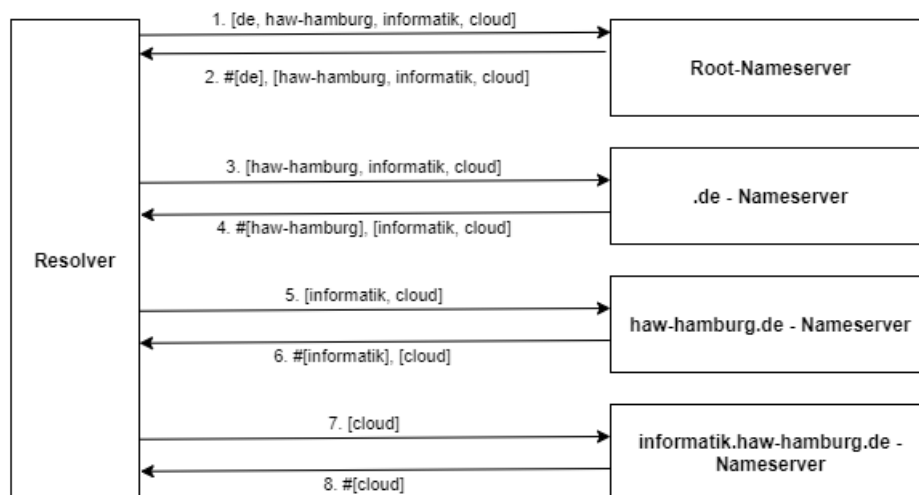 1. [de, haw-hamburg, informatik, cloud]
2. #[de], [haw-hamburg, informatik, cloud]
Root-Nameserver
3. [haw-hamburg, informatik, cloud]
4. #[haw-hamburg], [informatik, cloud]
.de - Nameserver
Resolver
5. [informatik, cloud]
6. #[informatik], [cloud]
haw-hamburg.de - Nameserver
7. [cloud]
8. #[cloud]
informatik.haw-hamburg.de -
Nameserver